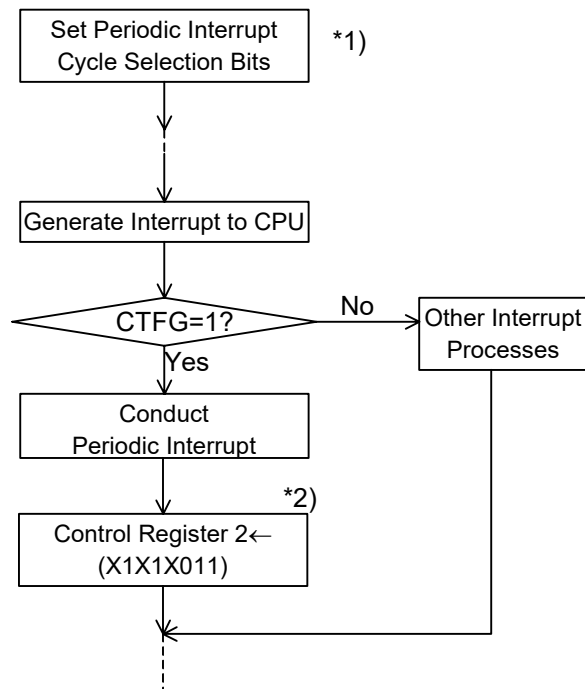 Set Periodic Interrupt
Cycle Selection Bits
*1)
Generate Interrupt to CPU
CTFG=1?
No
Other Interrupt
Processes
Yes
Conduct
Periodic Interrupt
*2)
Control Register 2←
(X1X1X011)